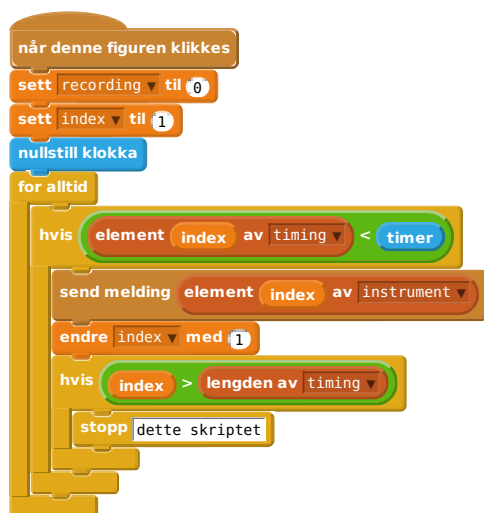 når denne figuren klikkes
sett recording til 0
sett index til 1
nullstill klokka
for alltid
hvis element index av timing < timer
send melding element index av instrument
endre index med 1
hvis index > lengden av timing
stopp dette skriptet